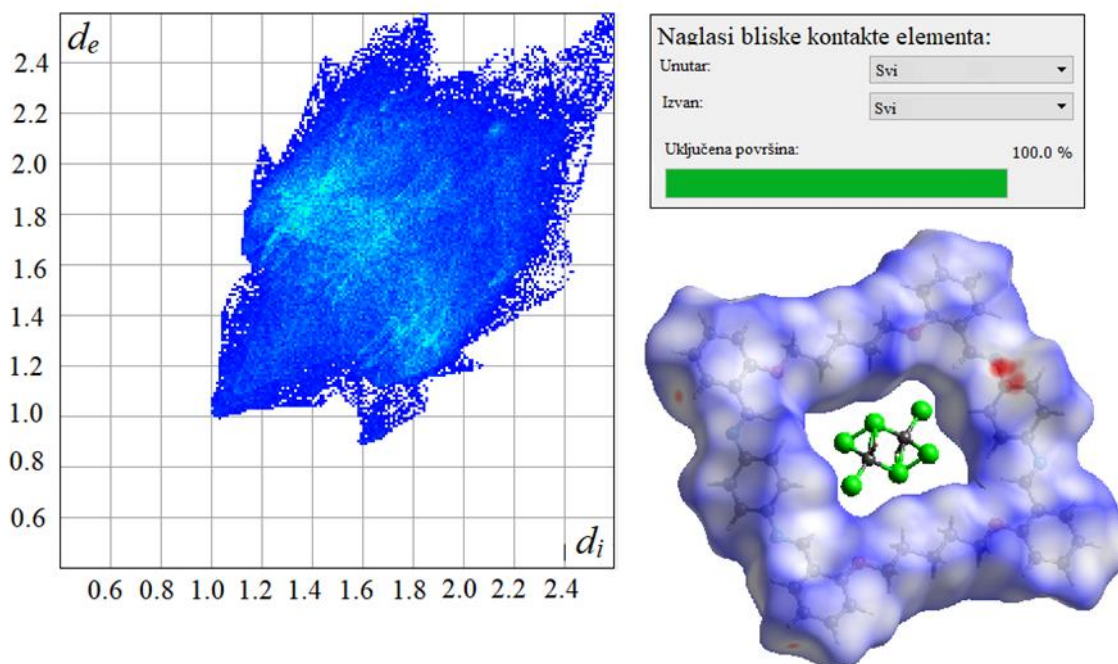 d_e
2.4
2.2
2.0
1.8
1.6
1.4
1.2
1.0
0.8
0.6
d_i
0.6 0.8 1.0 1.2 1.4 1.6 1.8 2.0 2.2 2.4
Naglasi bliske kontakte elementa:
Unutar: Svi
Izvan: Svi
Uključena površina: 100.0 %